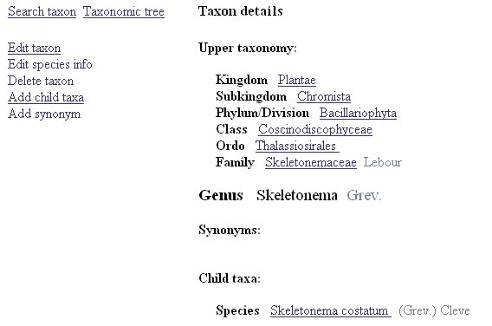 Search taxon Taxonomic tree
Edit taxon
Edit species info
Delete taxon
Add child taxa
Add synonym
Taxon details
Upper taxonomy:
Kingdom Plantae
Subkingdom Chromista
Phylum/Division Bacillariophyta
Class Coscinodiscophyceae
Ordo Thalassiosirales
Family Skeletonemaceae Lebour
Genus Skeletonema Grev.
Synonyms:
Child taxa:
Species Skeletonema costatum (Grev.) Cleve